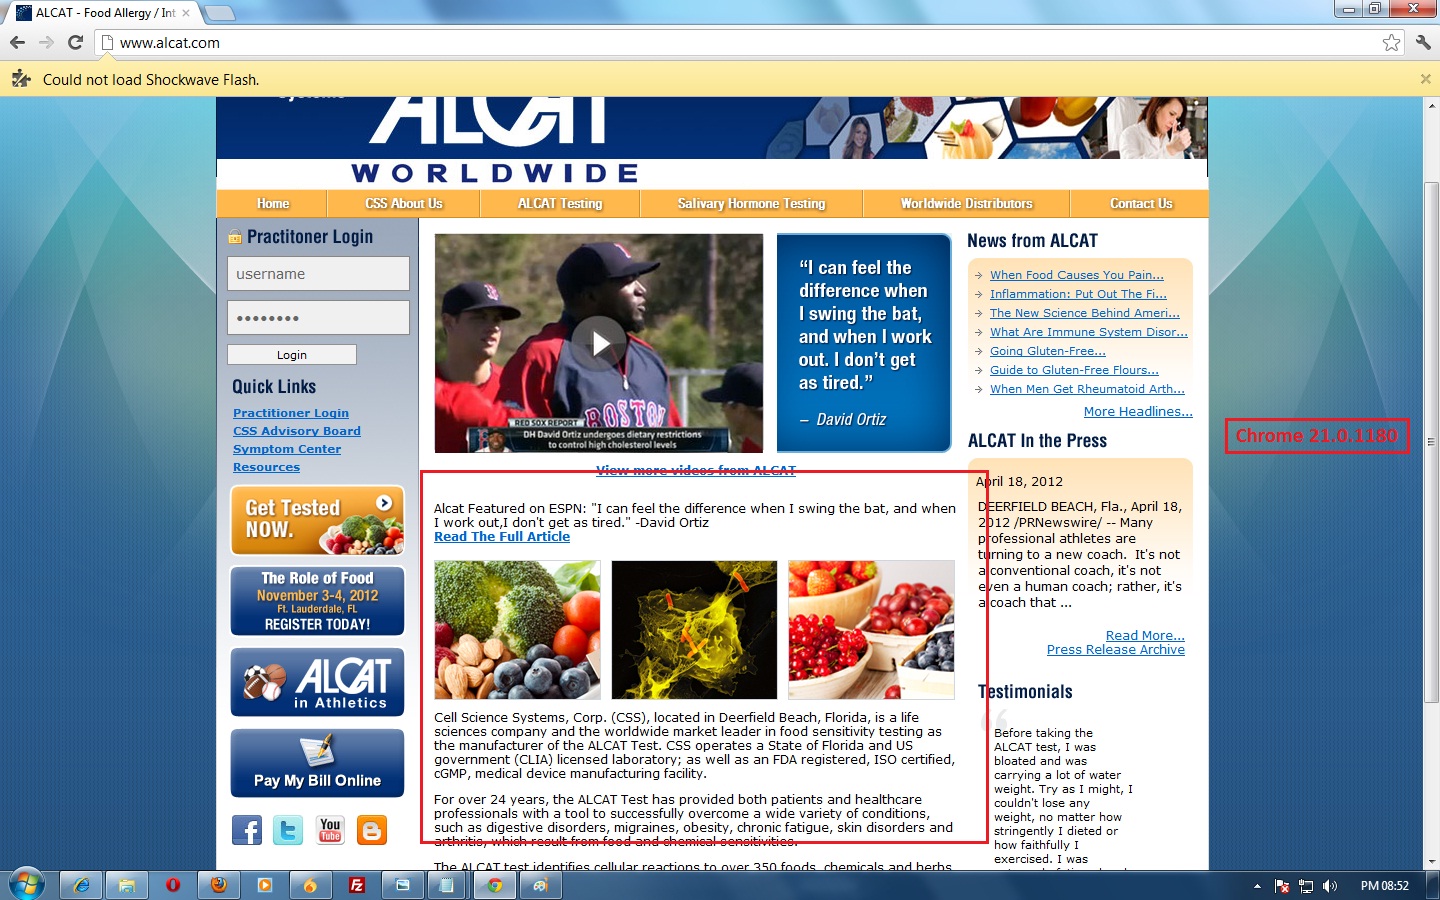 ALCAT - Food Allergy / Int
www.alcat.com
Could not load Shockwave Flash.
ALCAT
WORLDWIDE
Home
CSS About Us
ALCAT Testing
Salivary Hormone Testing
Worldwide Distributors
Contact Us
Practitoner Login
username
••••••••
Login
Quick Links
Practitioner Login
CSS Advisory Board
Symptom Center
Resources
Get Tested
NOW.
The Role of Food
November 3-4, 2012
Ft. Lauderdale, FL
REGISTER TODAY!
ALCAT
in Athletics
Pay My Bill Online
You
Tube
BOSTON
RED SOX REPORT
DH David Ortiz undergoes dietary restrictions
to control high cholesterol levels
“I can feel the
difference when
I swing the bat,
and when I work
out. I don’t get
as tired.”
– David Ortiz
View more videos from ALCAT
Alcat Featured on ESPN: "I can feel the difference when I swing the bat, and when
I work out,I don't get as tired." -David Ortiz
Read The Full Article
Cell Science Systems, Corp. (CSS), located in Deerfield Beach, Florida, is a life
sciences company and the worldwide market leader in food sensitivity testing as
the manufacturer of the ALCAT Test. CSS operates a State of Florida and US
government (CLIA) licensed laboratory; as well as an FDA registered, ISO certified,
cGMP, medical device manufacturing facility.
For over 24 years, the ALCAT Test has provided both patients and healthcare
professionals with a tool to successfully overcome a wide variety of conditions,
such as digestive disorders, migraines, obesity, chronic fatigue, skin disorders and
arthritis, which result from food and chemical sensitivities.
The ALCAT test identifies cellular reactions to over 350 foods, chemicals and herbs
News from ALCAT
When Food Causes You Pain...
Inflammation: Put Out The Fi...
The New Science Behind Ameri...
What Are Immune System Disor...
Going Gluten-Free...
Guide to Gluten-Free Flours...
When Men Get Rheumatoid Arth...
More Headlines...
ALCAT In the Press
April 18, 2012
DEERFIELD BEACH, Fla., April 18,
2012 /PRNewswire/ -- Many
professional athletes are
turning to a new coach. It's not
a conventional coach, it's not
even a human coach; rather, it's
a coach that ...
Read More...
Press Release Archive
Testimonials
Before taking the
ALCAT test, I was
bloated and was
carrying a lot of water
weight. Try as I might, I
couldn't lose any
weight, no matter how
stringently I dieted or
how faithfully I
exercised. I was
Chrome 21.0.1180
PM 08:52